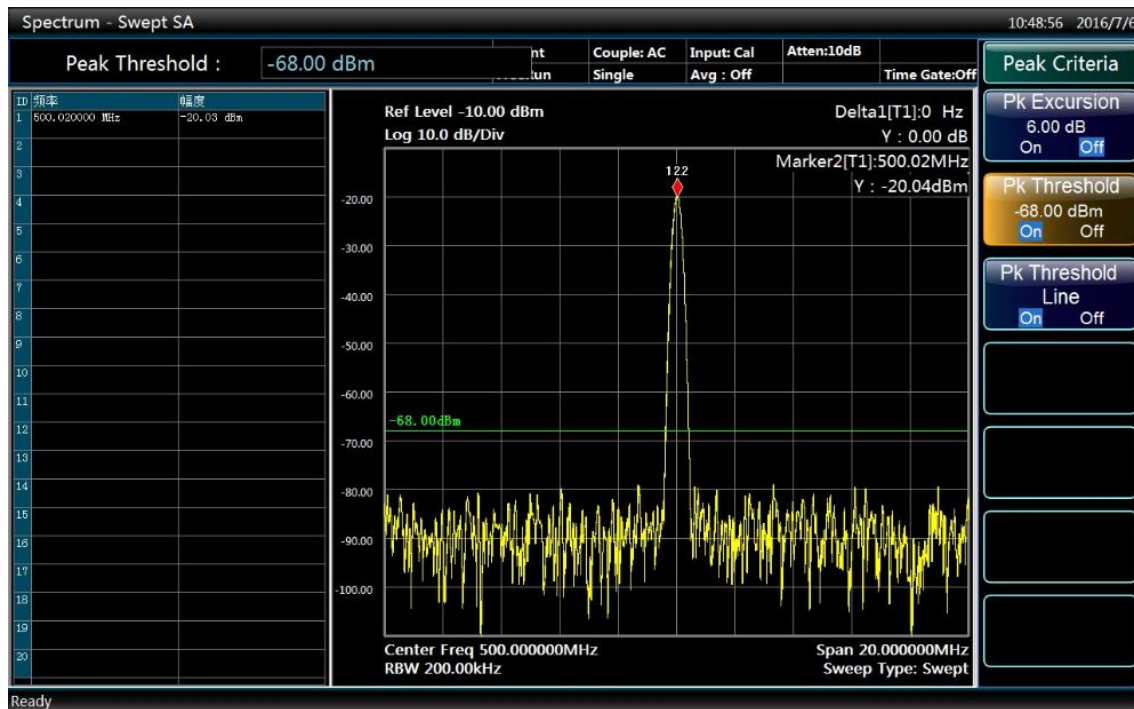 Spectrum - Swept SA
10:48:56 2016/7/6
Peak Threshold :
-68.00 dBm
Couple: AC
Input: Cal
Atten:10dB
Single
Avg : Off
Time Gate:Off
Peak Criteria
ID 频率 幅度
1 500.020000 MHz -20.03 dBm
2
3
4
5
6
7
8
9
10
11
12
13
14
15
16
17
18
19
20
Ref Level -10.00 dBm
Log 10.0 dB/Div
Delta1[T1]:0 Hz
Y : 0.00 dB
Marker2[T1]:500.02MHz
Y : -20.04dBm
122
-20.00
-30.00
-40.00
-50.00
-60.00
-68.00dBm
-70.00
-80.00
-90.00
-100.00
Center Freq 500.000000MHz
Span 20.000000MHz
RBW 200.00kHz
Sweep Type: Swept
Pk Excursion
6.00 dB
On Off
Pk Threshold
-68.00 dBm
On Off
Pk Threshold
Line
On Off
Ready